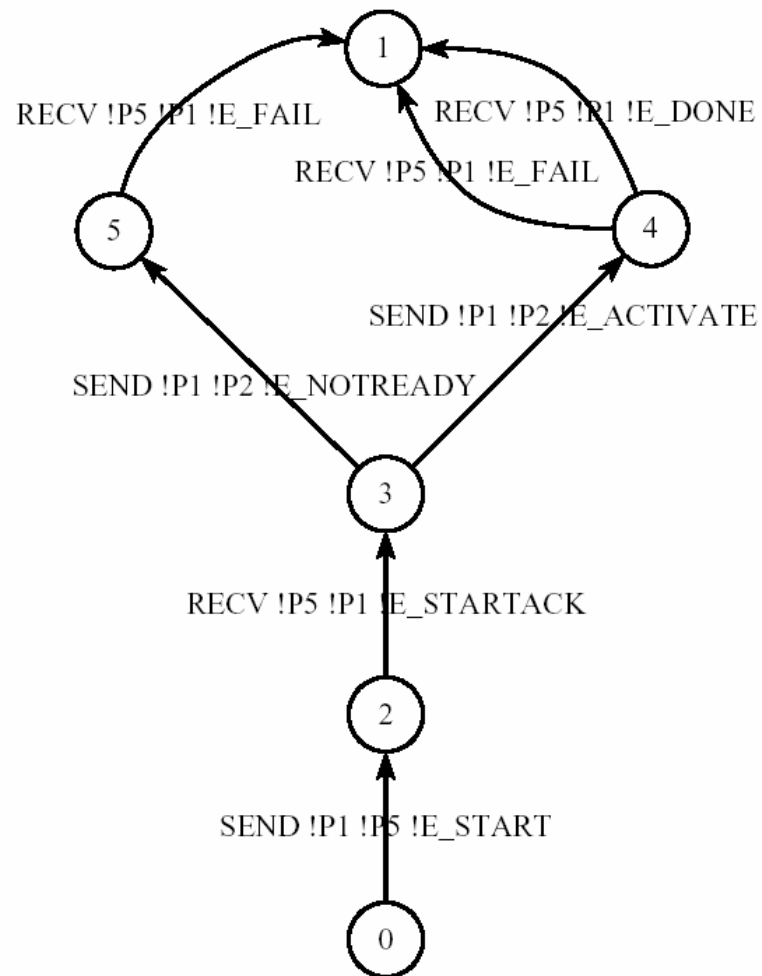 1
RECV !P5 !P1 !E_FAIL
RECV !P5 !P1 !E_DONE
RECV !P5 !P1 !E_FAIL
5
4
SEND !P1 !P2 !E_ACTIVATE
SEND !P1 !P2 !E_NOTREADY
3
RECV !P5 !P1 !E_STARTACK
2
SEND !P1 !P5 !E_START
0